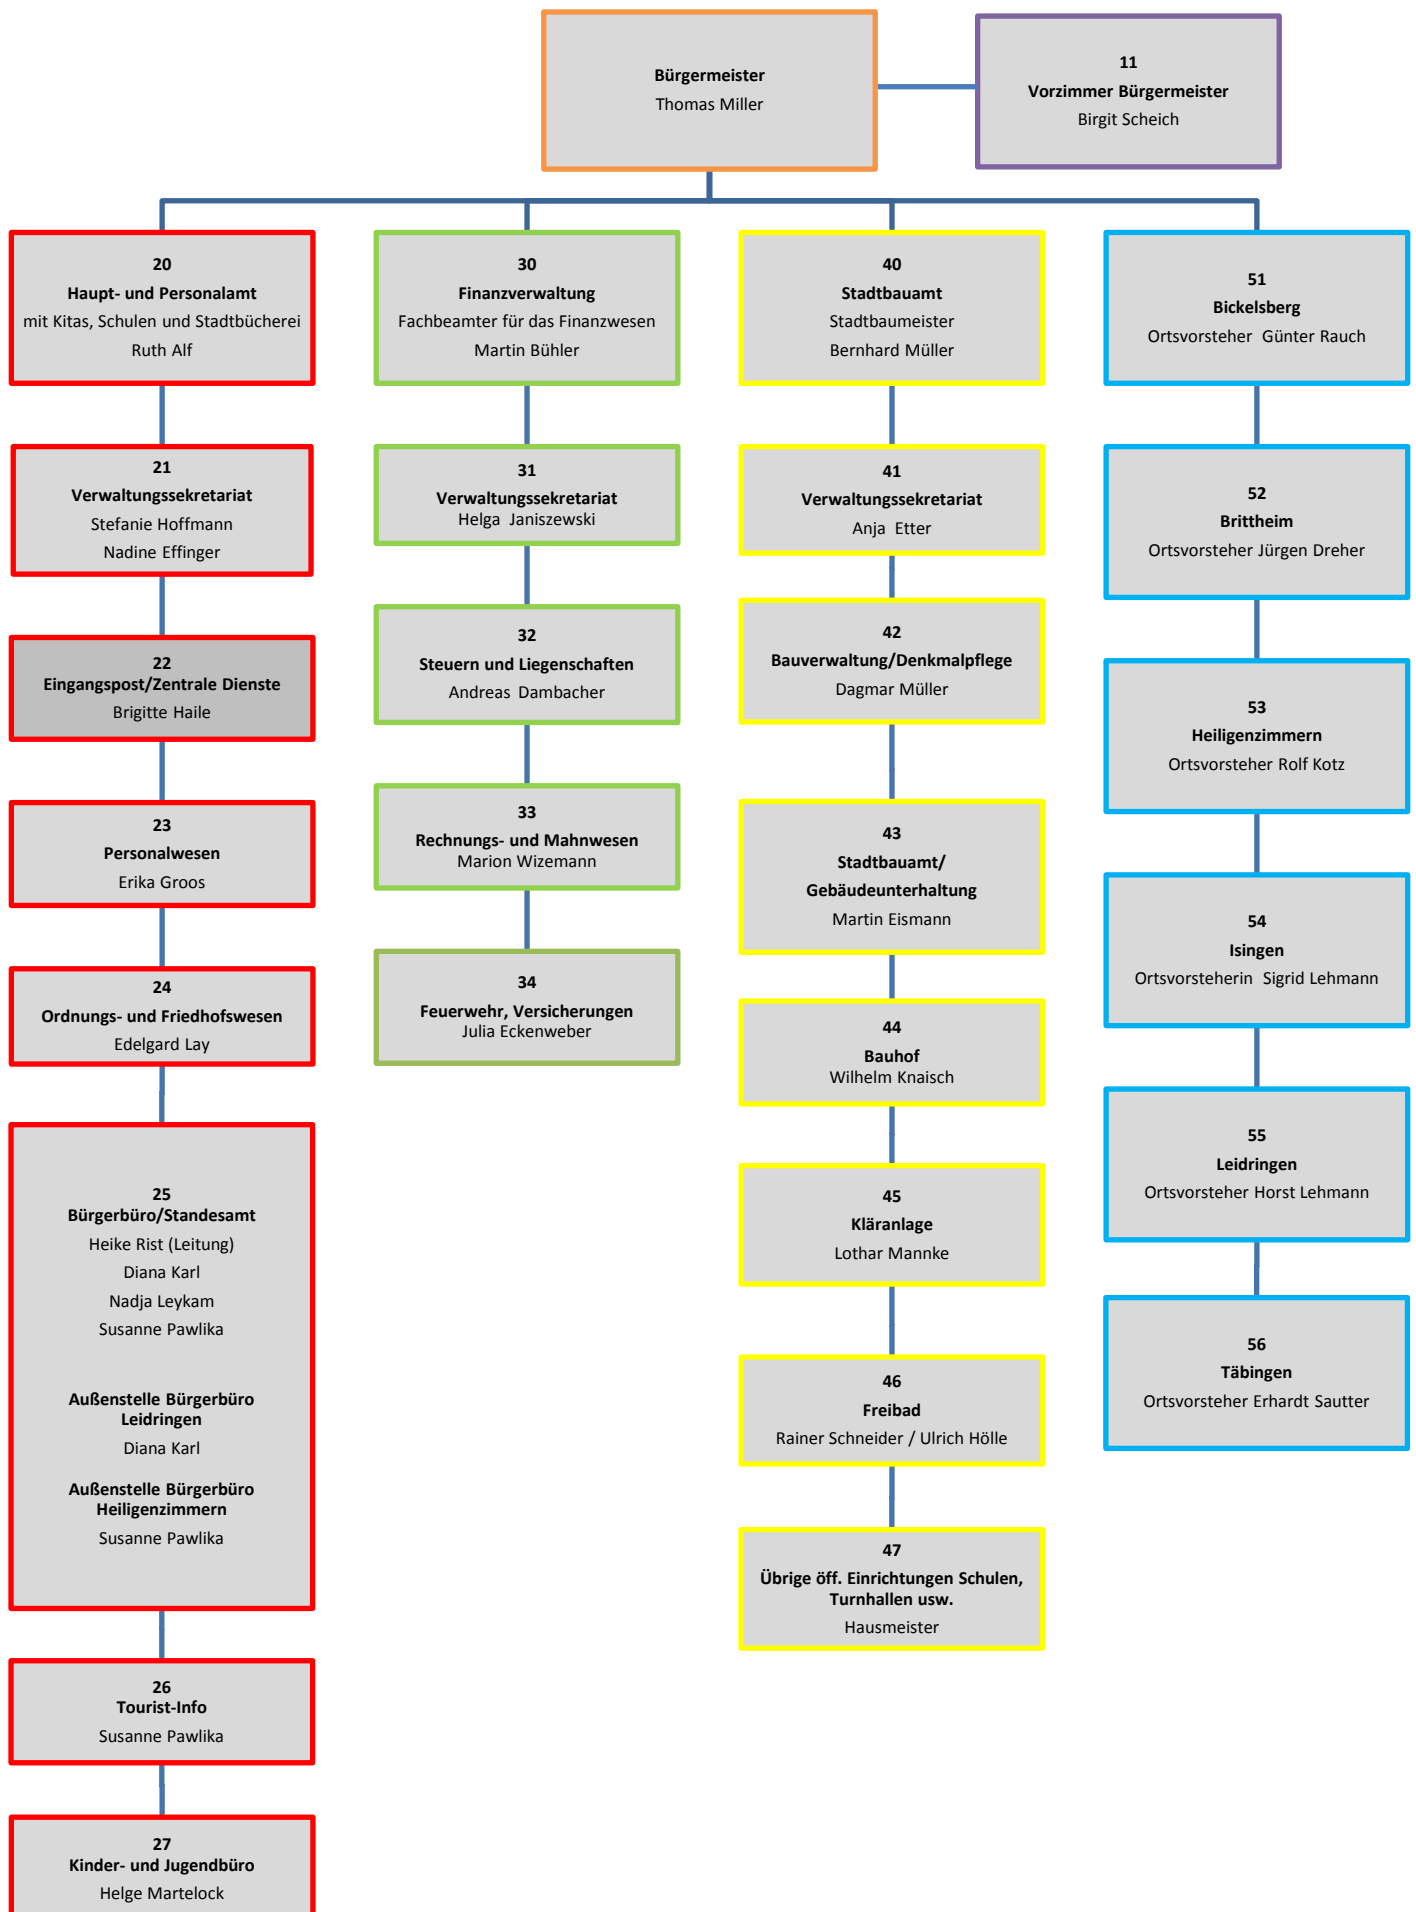 Bürgermeister
Thomas Miller
11
Vorzimmer Bürgermeister
Birgit Scheich
20
Haupt- und Personalamt
mit Kitas, Schulen und Stadtbücherei
Ruth Alf
21
Verwaltungssekretariat
Stefanie Hoffmann
Nadine Effinger
22
Eingangspost/Zentrale Dienste
Brigitte Haile
23
Personalwesen
Erika Groos
24
Ordnungs- und Friedhofswesen
Edelgard Lay
25
Bürgerbüro/Standesamt
Heike Rist (Leitung)
Diana Karl
Nadja Leykam
Susanne Pawlika
Außenstelle Bürgerbüro
Leidringen
Diana Karl
Außenstelle Bürgerbüro
Heiligenzimmern
Susanne Pawlika
26
Tourist-Info
Susanne Pawlika
27
Kinder- und Jugendbüro
Helge Martelock
30
Finanzverwaltung
Fachbeamter für das Finanzwesen
Martin Bühler
31
Verwaltungssekretariat
Helga Janiszewski
32
Steuern und Liegenschaften
Andreas Dambacher
33
Rechnungs- und Mahnwesen
Marion Wizemann
34
Feuerwehr, Versicherungen
Julia Eckenweber
40
Stadtbauamt
Stadtbaumeister
Bernhard Müller
41
Verwaltungssekretariat
Anja Etter
42
Bauverwaltung/Denkmalpflege
Dagmar Müller
43
Stadtbauamt/
Gebäudeunterhaltung
Martin Eismann
44
Bauhof
Wilhelm Knaisch
45
Kläranlage
Lothar Mannke
46
Freibad
Rainer Schneider / Ulrich Hölle
47
Übrige öff. Einrichtungen Schulen,
Turnhallen usw.
Hausmeister
51
Bickelsberg
Ortsvorsteher Günter Rauch
52
Brittheim
Ortsvorsteher Jürgen Dreher
53
Heiligenzimmern
Ortsvorsteher Rolf Kotz
54
Isingen
Ortsvorsteherin Sigrid Lehmann
55
Leidringen
Ortsvorsteher Horst Lehmann
56
Täbingen
Ortsvorsteher Erhardt Sautter